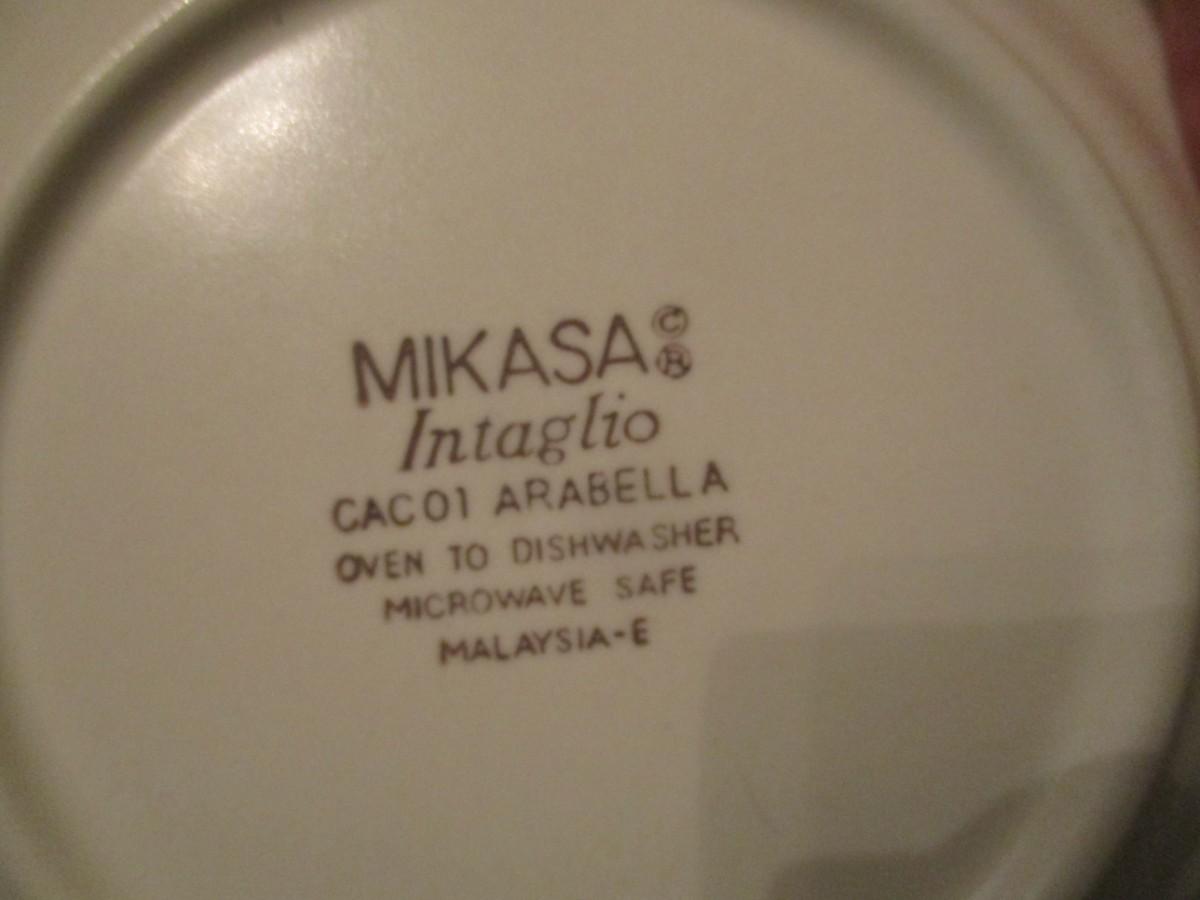 MIKASA©®
Intaglio
CAC01 ARABELLA
OVEN TO DISHWASHER
MICROWAVE SAFE
MALAYSIA-E